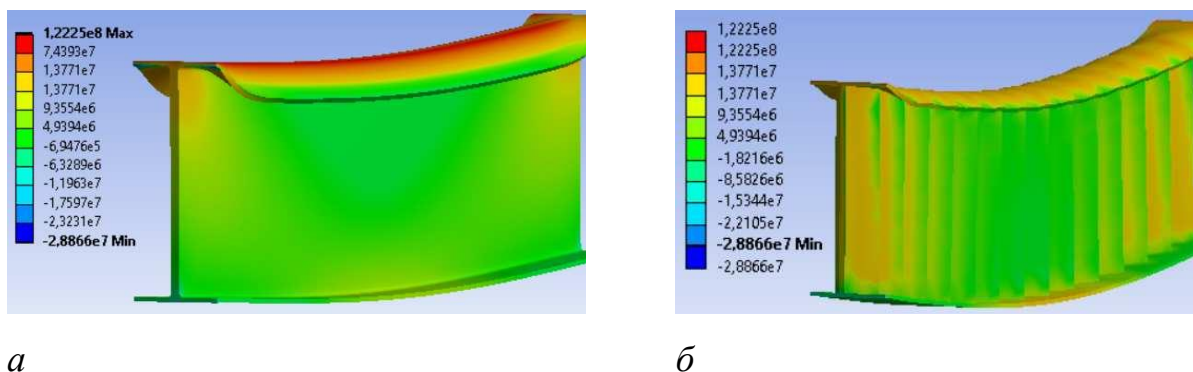 1,2225e8 Max
7,4393e7
1,3771e7
1,3771e7
9,3554e6
4,9394e6
-6,9476e5
-6,3289e6
-1,1963e7
-1,7597e7
-2,3231e7
-2,8866e7 Min
1,2225e8
1,2225e8
1,3771e7
9,3554e6
4,9394e6
-1,8216e6
-8,5826e6
-1,5344e7
-2,2105e7
-2,8866e7 Min
-2,8866e7
а
б